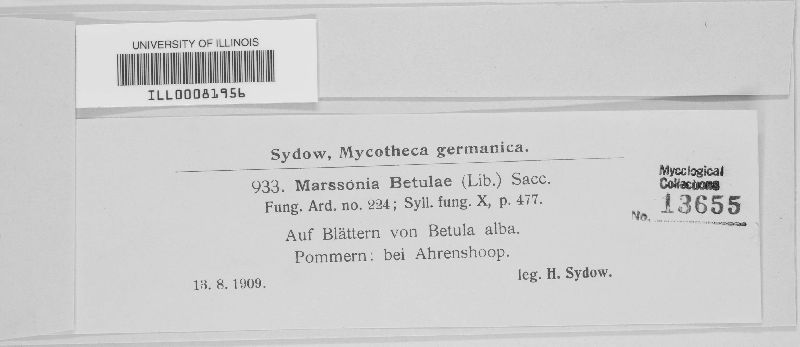 UNIVERSITY OF ILLINOIS
ILL00081956
Sydow, Mycotheca germanica.
933. Marssonia Betulae (Lib.) Sacc.
Fung. Ard. no. 224; Syll. fung. X, p. 477.
Auf Blättern von Betula alba.
Pommern: bei Ahrenshoop.
13. 8. 1909.
leg. H. Sydow.
Mycological
Collections
No. 13655